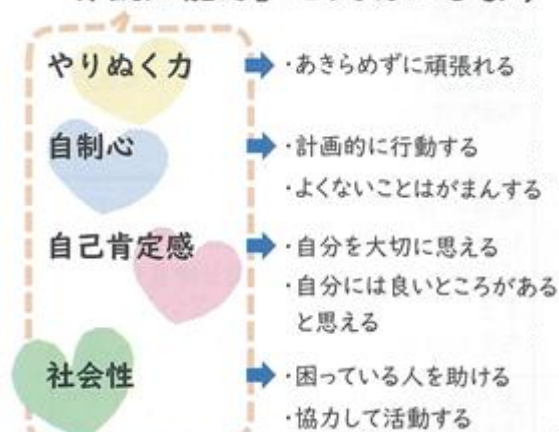 やりぬく力
・あきらめずに頑張れる
自制心
・計画的に行動する
・よくないことはがまんする
自己肯定感
・自分を大切に思える
・自分には良いところがある
と思える
社会性
・困っている人を助ける
・協力して活動する